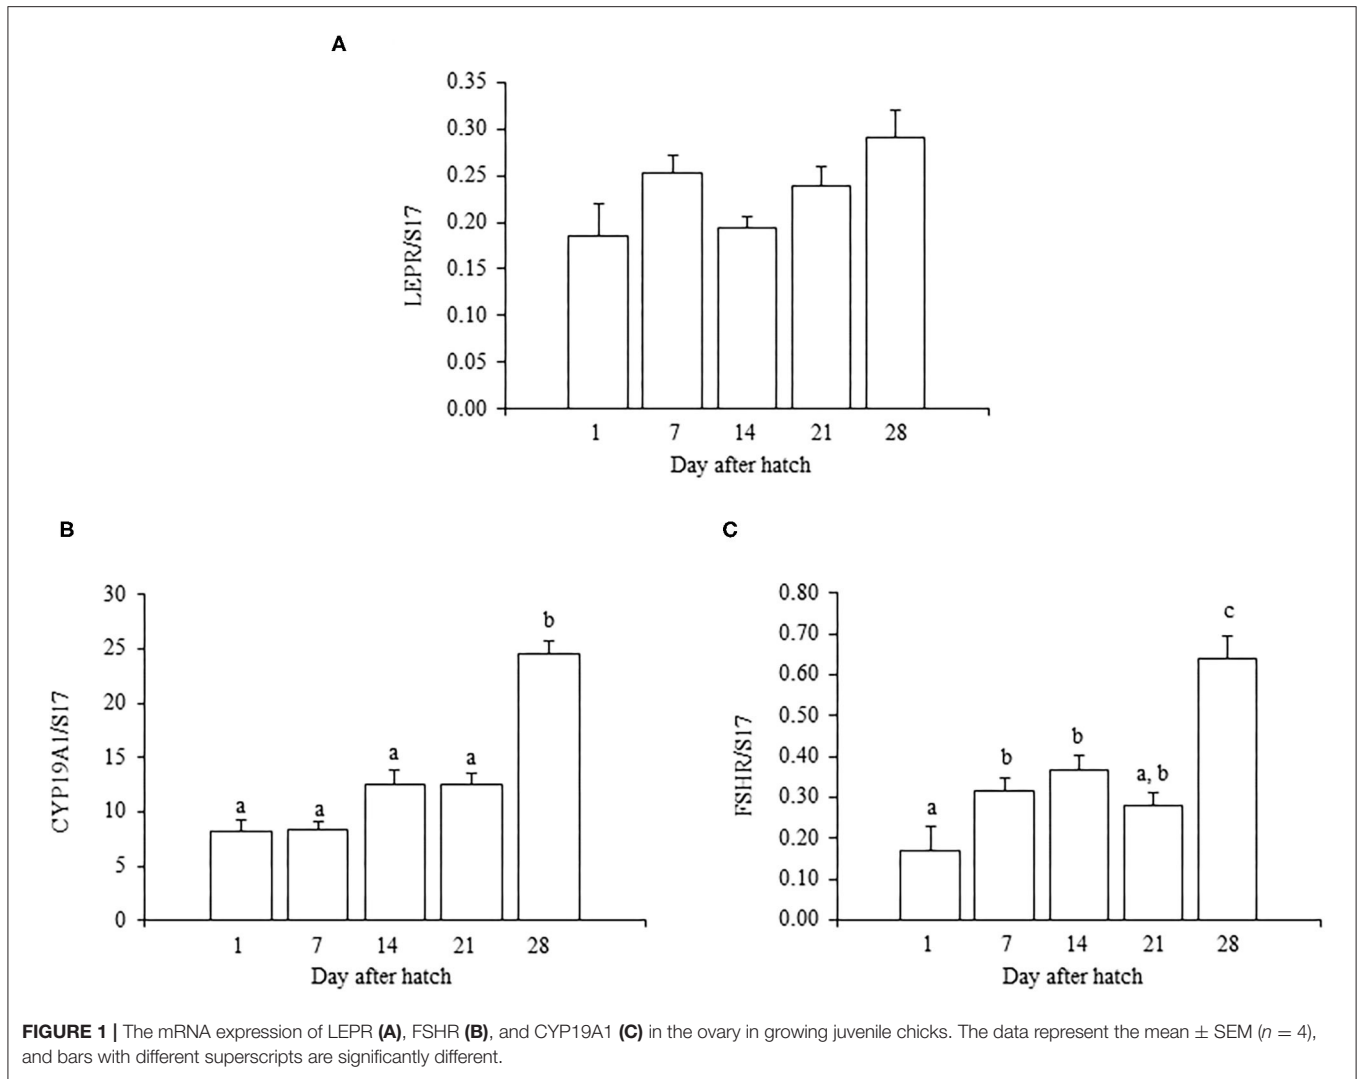 A
0.35
0.30
0.25
0.20
0.15
0.10
0.05
0.00
LEPR/S17
1 7 14 21 28
Day after hatch
B
30
25
20
15
10
5
0
CYP19A1/S17
a a a a b
1 7 14 21 28
Day after hatch
C
0.80
0.70
0.60
0.50
0.40
0.30
0.20
0.10
0.00
FSHR/S17
a b b a, b c
1 7 14 21 28
Day after hatch
FIGURE 1 | The mRNA expression of LEPR (A), FSHR (B), and CYP19A1 (C) in the ovary in growing juvenile chicks. The data represent the mean ± SEM (n = 4),
and bars with different superscripts are significantly different.